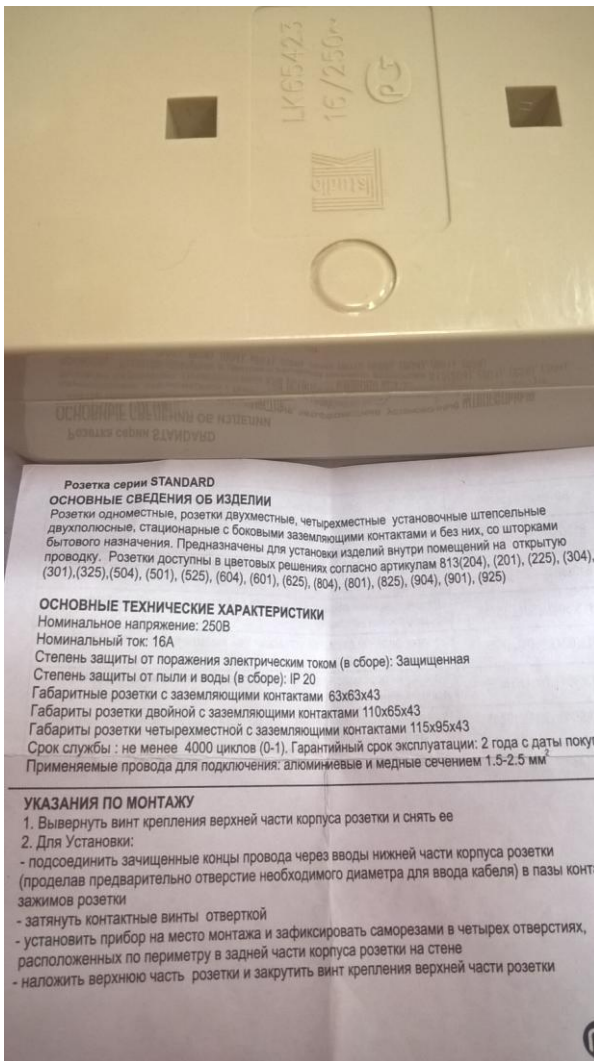 LK65423
16/250~
PG
studio
ОСНОВНЫЕ СВЕДЕНИЯ ОБ ИЗДЕЛИИ
Розетка серии STANDARD
Розетка серии STANDARD
ОСНОВНЫЕ СВЕДЕНИЯ ОБ ИЗДЕЛИИ
Розетки одноместные, розетки двухместные, четырехместные установочные штепсельные
двухполюсные, стационарные с боковыми заземляющими контактами и без них, со шторками
бытового назначения. Предназначены для установки изделий внутри помещений на открытую
проводку. Розетки доступны в цветовых решениях согласно артикулам 813(204), (201), (225), (304),
(301),(325),(504), (501), (525), (604), (601), (625), (804), (801), (825), (904), (901), (925)
ОСНОВНЫЕ ТЕХНИЧЕСКИЕ ХАРАКТЕРИСТИКИ
Номинальное напряжение: 250В
Номинальный ток: 16А
Степень защиты от поражения электрическим током (в сборе): Защищенная
Степень защиты от пыли и воды (в сборе): IP 20
Габаритные розетки с заземляющими контактами 63х63х43
Габариты розетки двойной с заземляющими контактами 110х65х43
Габариты розетки четырехместной с заземляющими контактами 115х95х43
Срок службы : не менее 4000 циклов (0-1). Гарантийный срок эксплуатации: 2 года с даты поку
Применяемые провода для подключения: алюминиевые и медные сечением 1.5-2.5 мм²
УКАЗАНИЯ ПО МОНТАЖУ
1. Вывернуть винт крепления верхней части корпуса розетки и снять ее
2. Для Установки:
- подсоединить зачищенные концы провода через вводы нижней части корпуса розетки
(проделав предварительно отверстие необходимого диаметра для ввода кабеля) в пазы конт
зажимов розетки
- затянуть контактные винты отверткой
- установить прибор на место монтажа и зафиксировать саморезами в четырех отверстиях,
расположенных по периметру в задней части корпуса розетки на стене
- наложить верхнюю часть розетки и закрутить винт крепления верхней части розетки